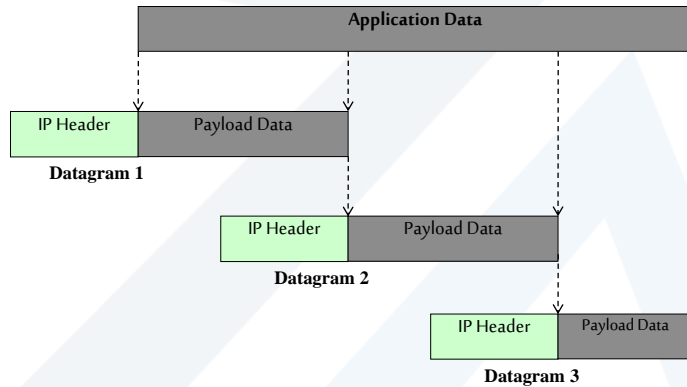 Application Data
IP Header Payload Data
Datagram 1
IP Header Payload Data
Datagram 2
IP Header Payload Data
Datagram 3